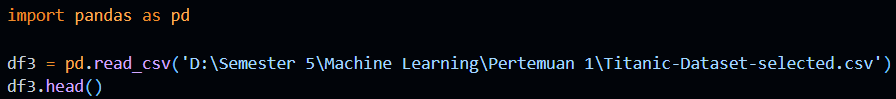 import pandas as pd
df3 = pd.read_csv('D:\Semester 5\Machine Learning\Pertemuan 1\Titanic-Dataset-selected.csv')
df3.head()